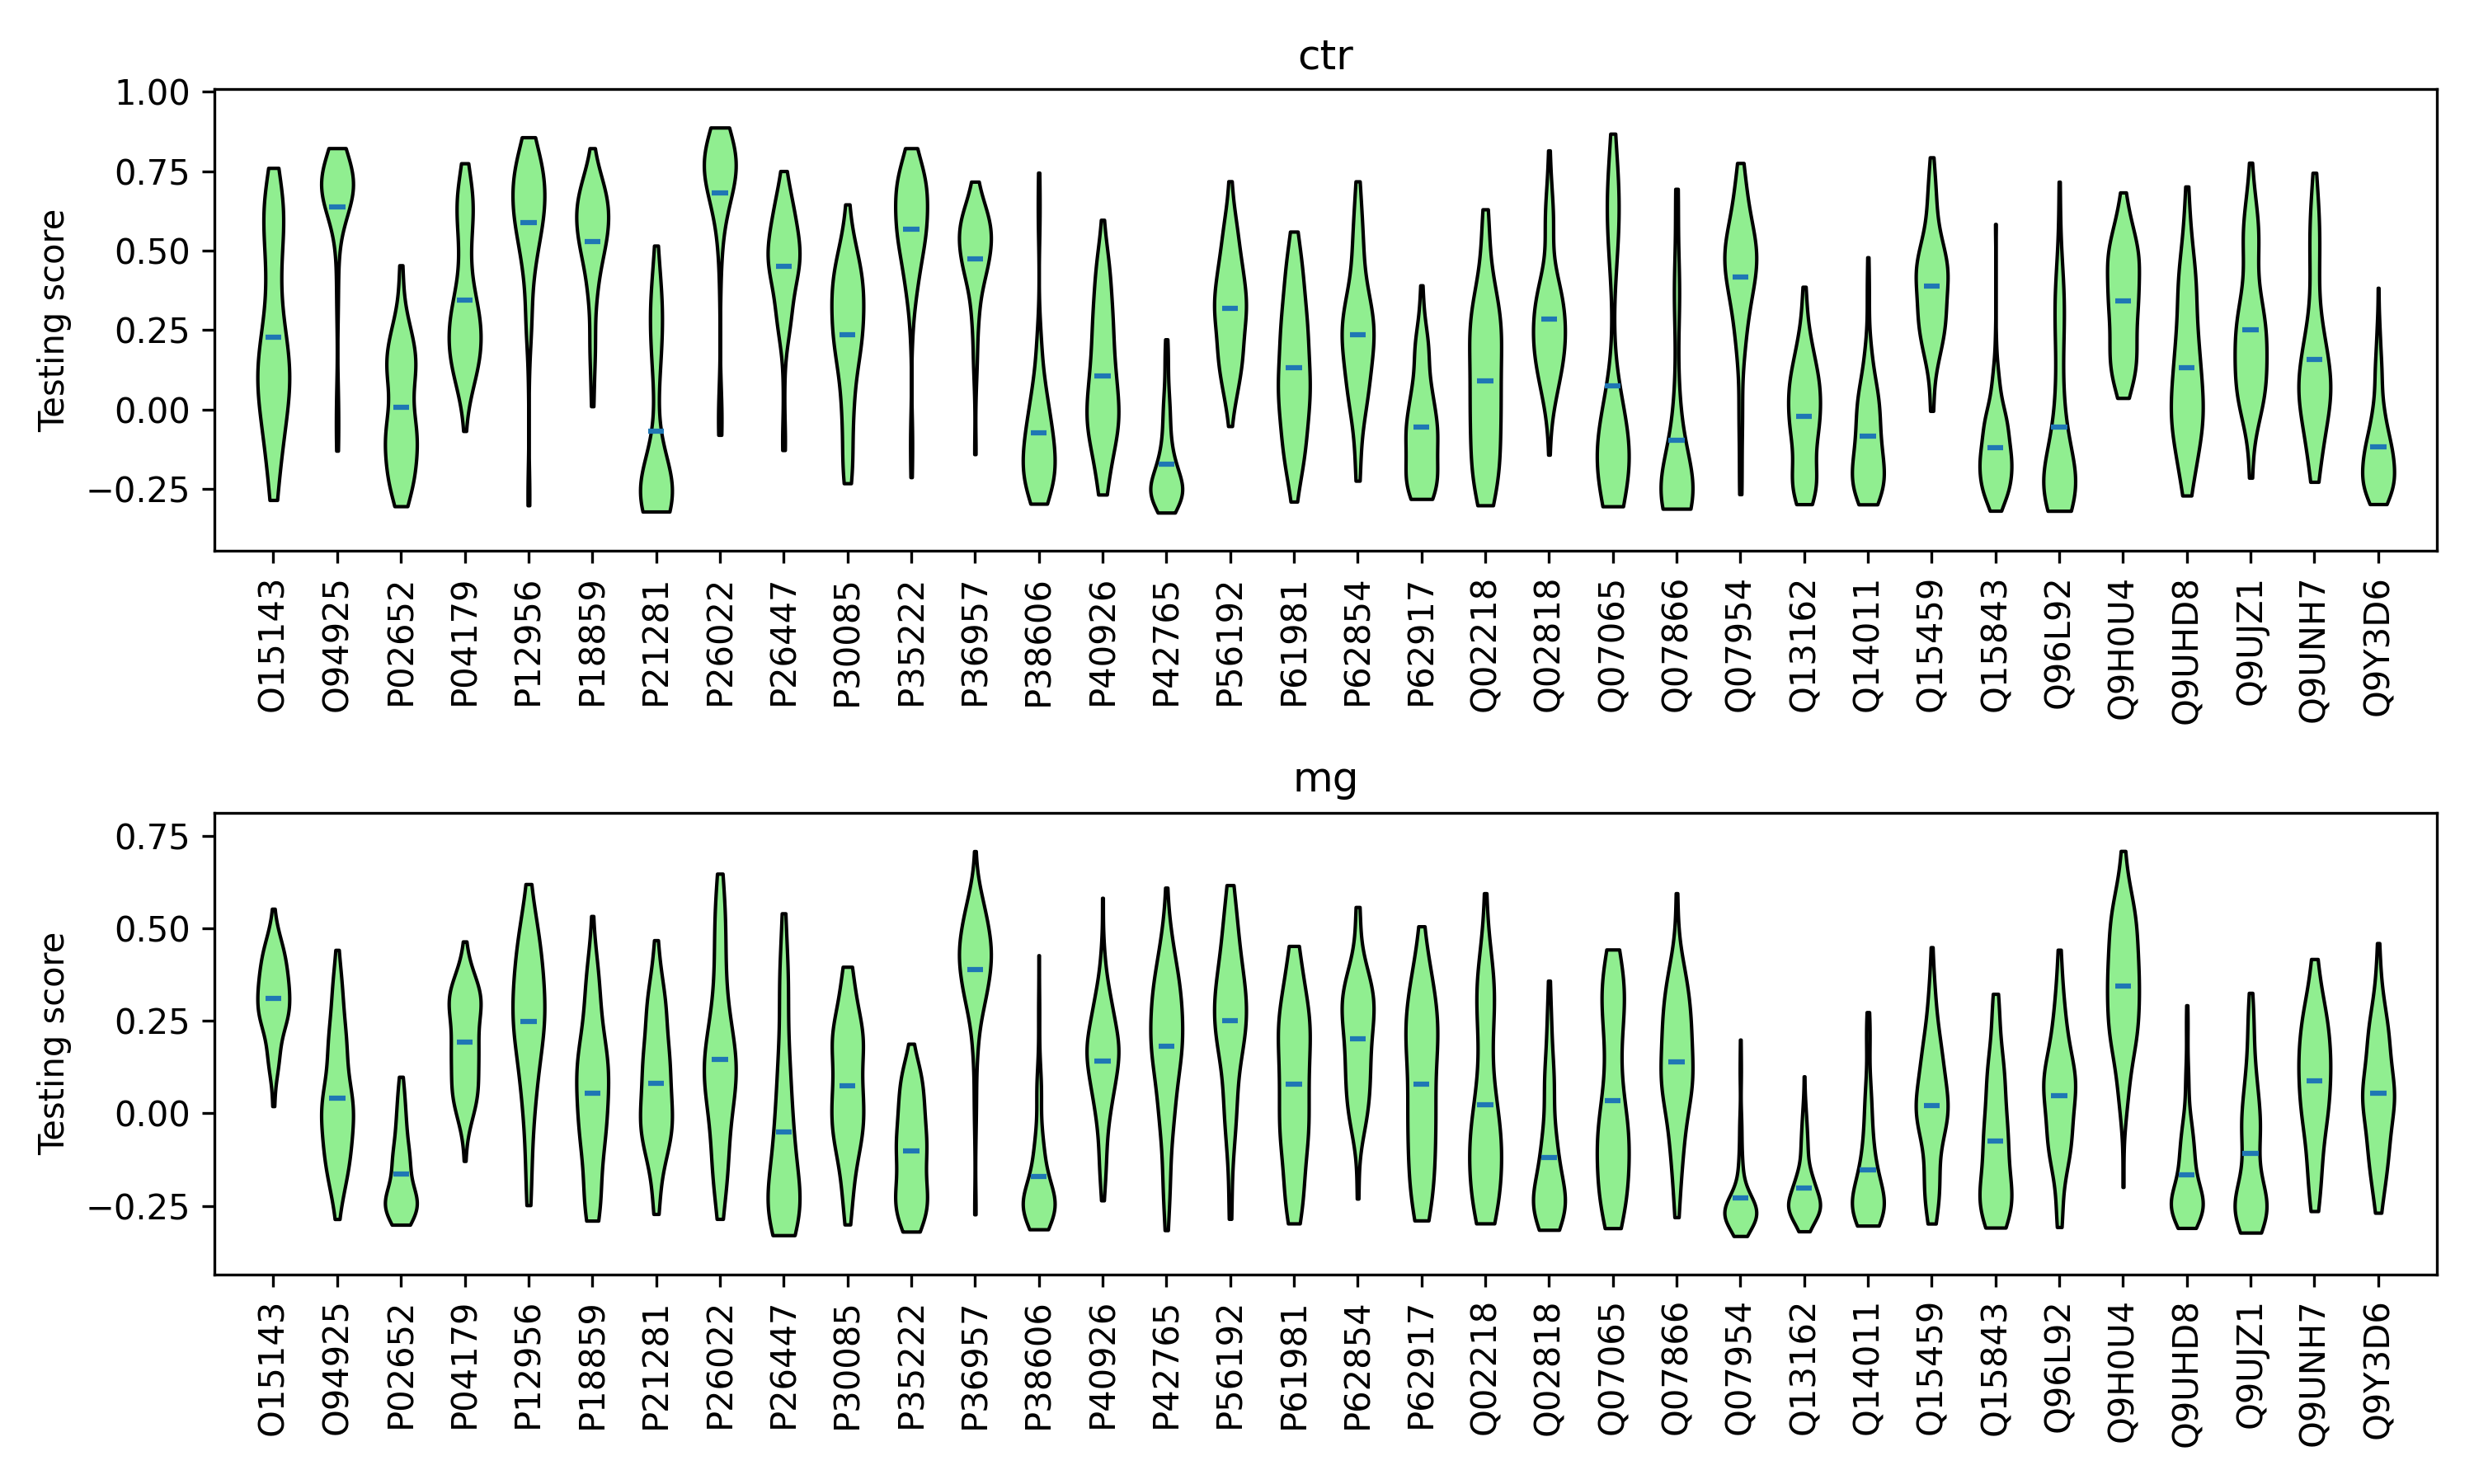 ctr
Testing score
1.00
0.75
0.50
0.25
0.00
−0.25
O15143 O94925 P02652 P04179 P12956 P18859 P21281 P26022 P26447 P30085 P35222 P36957 P38606 P40926 P42765 P56192 P61981 P62854 P62917 Q02218 Q02818 Q07065 Q07866 Q07954 Q13162 Q14011 Q15459 Q15843 Q96L92 Q9H0U4 Q9UHD8 Q9UJZ1 Q9UNH7 Q9Y3D6
mg
Testing score
0.75
0.50
0.25
0.00
−0.25
O15143 O94925 P02652 P04179 P12956 P18859 P21281 P26022 P26447 P30085 P35222 P36957 P38606 P40926 P42765 P56192 P61981 P62854 P62917 Q02218 Q02818 Q07065 Q07866 Q07954 Q13162 Q14011 Q15459 Q15843 Q96L92 Q9H0U4 Q9UHD8 Q9UJZ1 Q9UNH7 Q9Y3D6